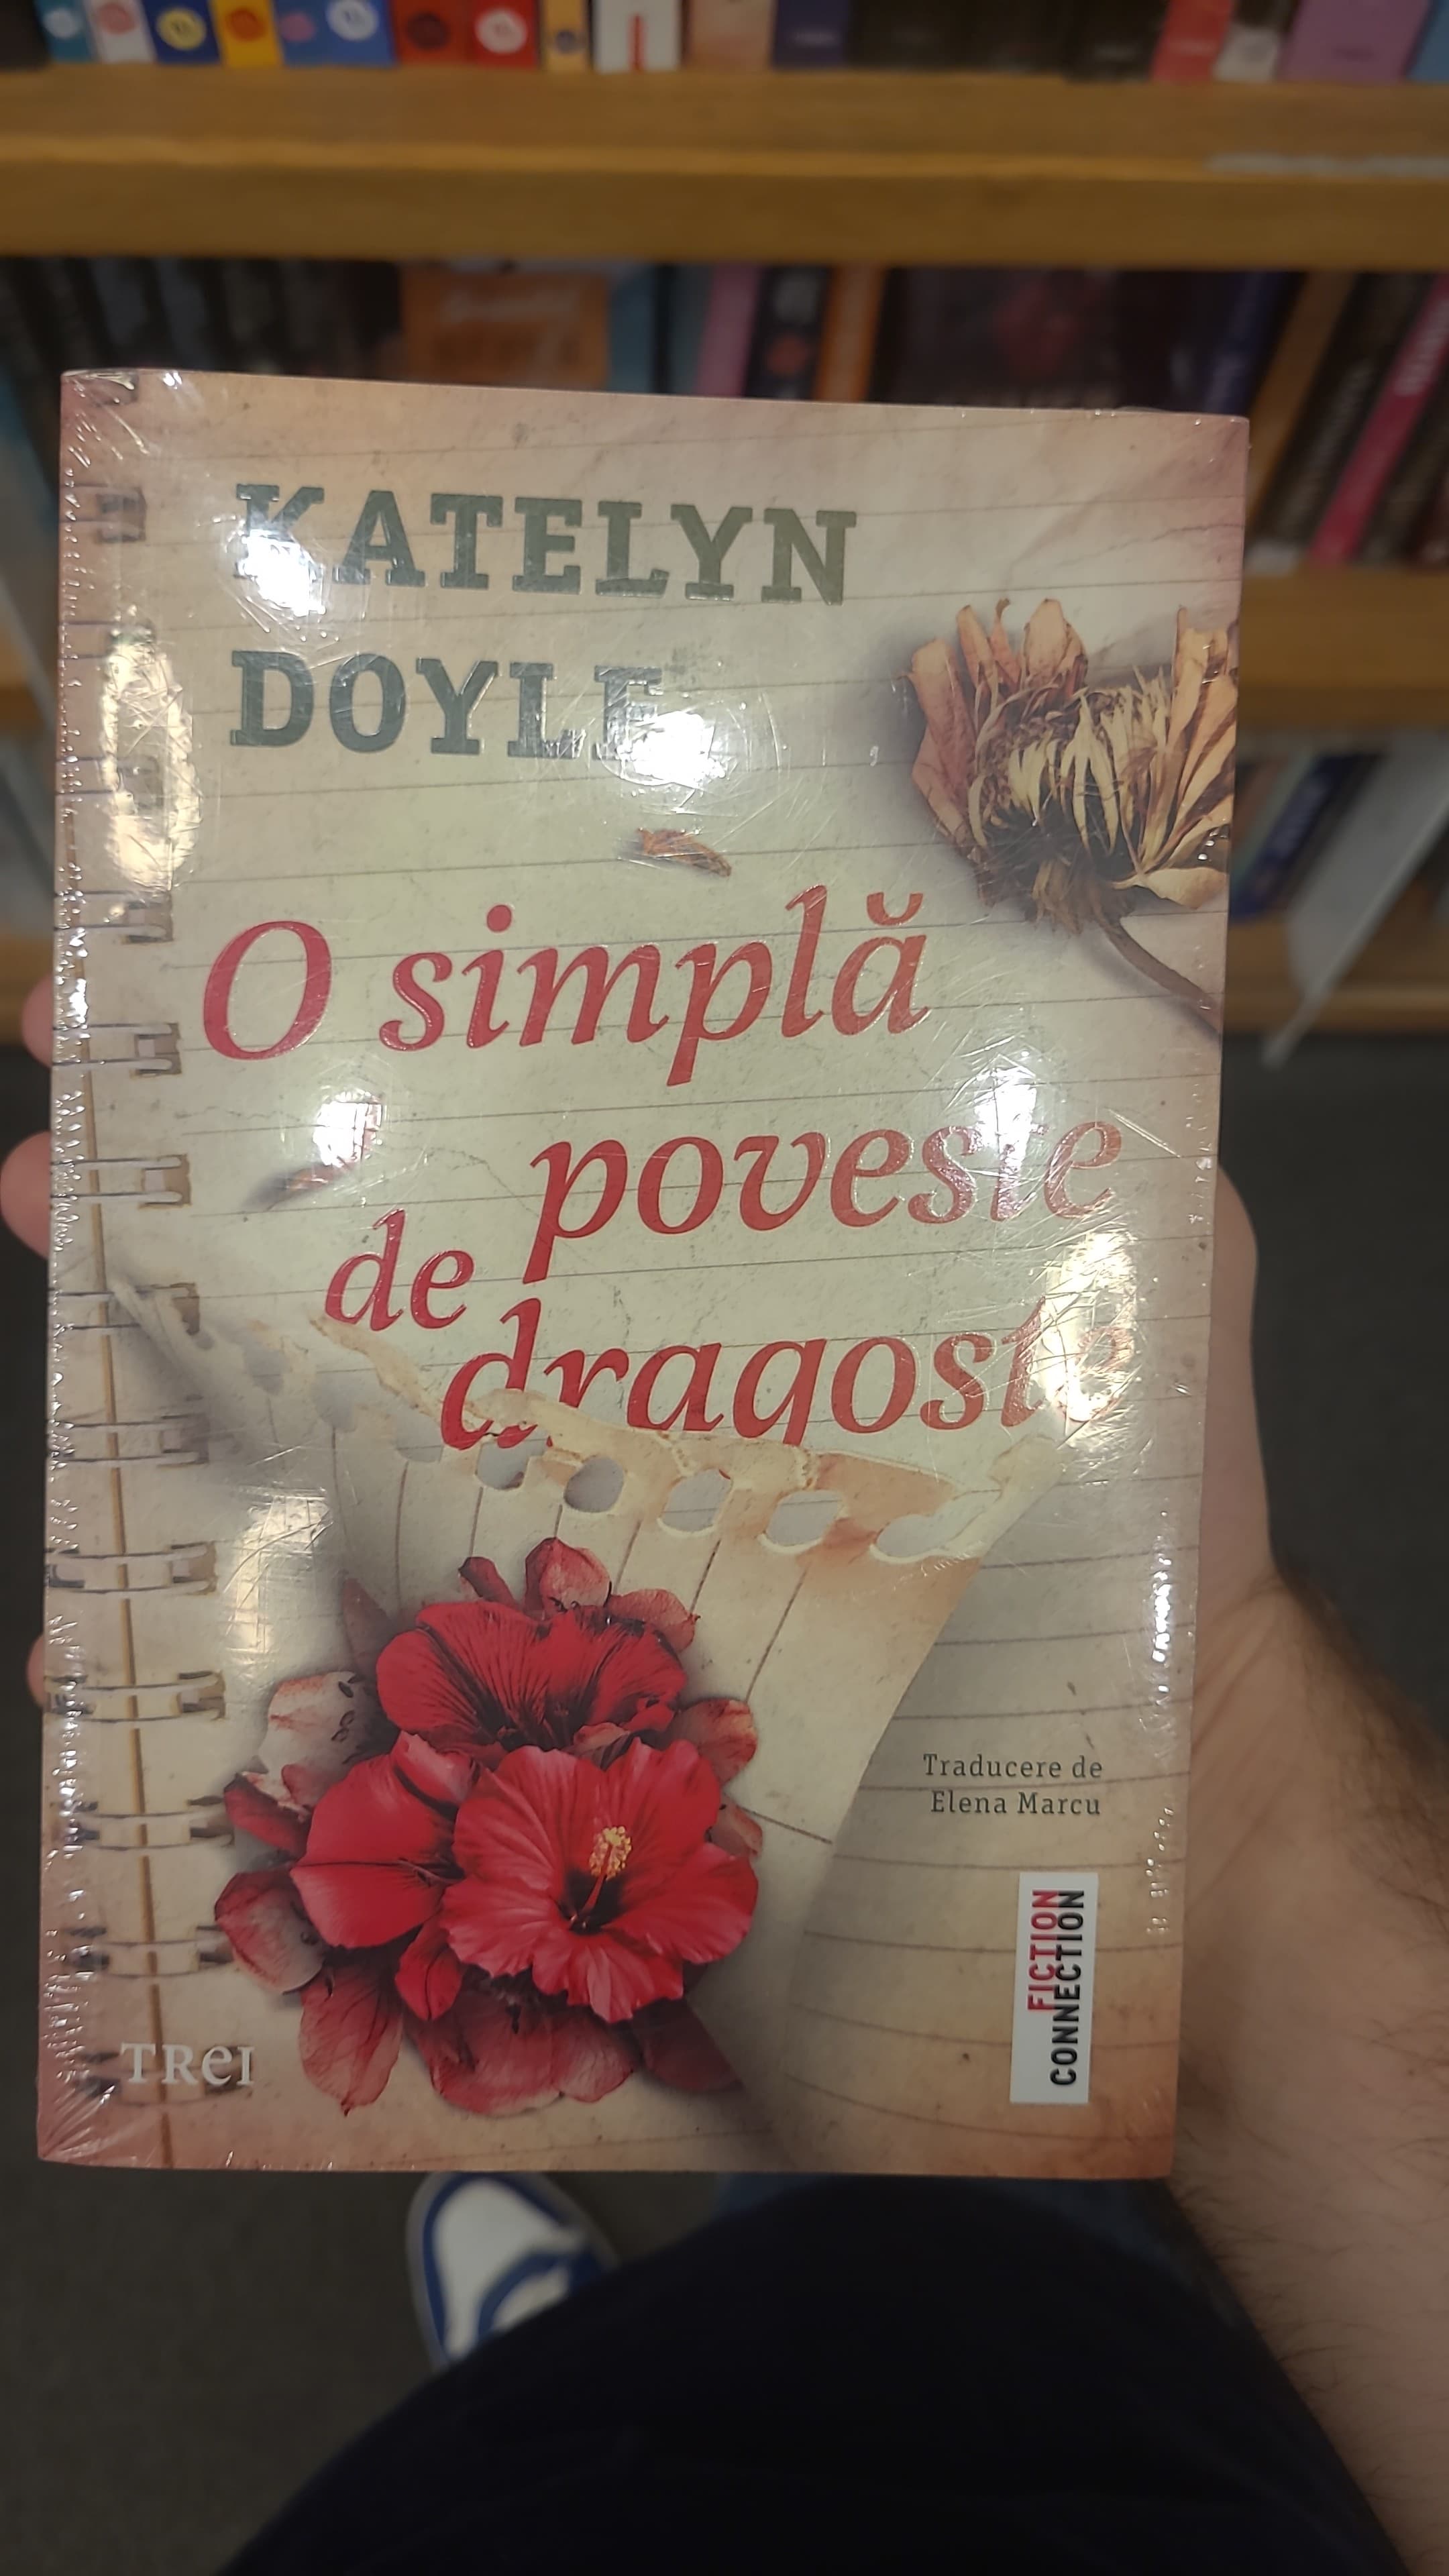 KATELYN
DOYLE
O simplă
poveste
de
dragoste
Traducere de
Elena Marcu
FICTION
CONNECTION
TREI